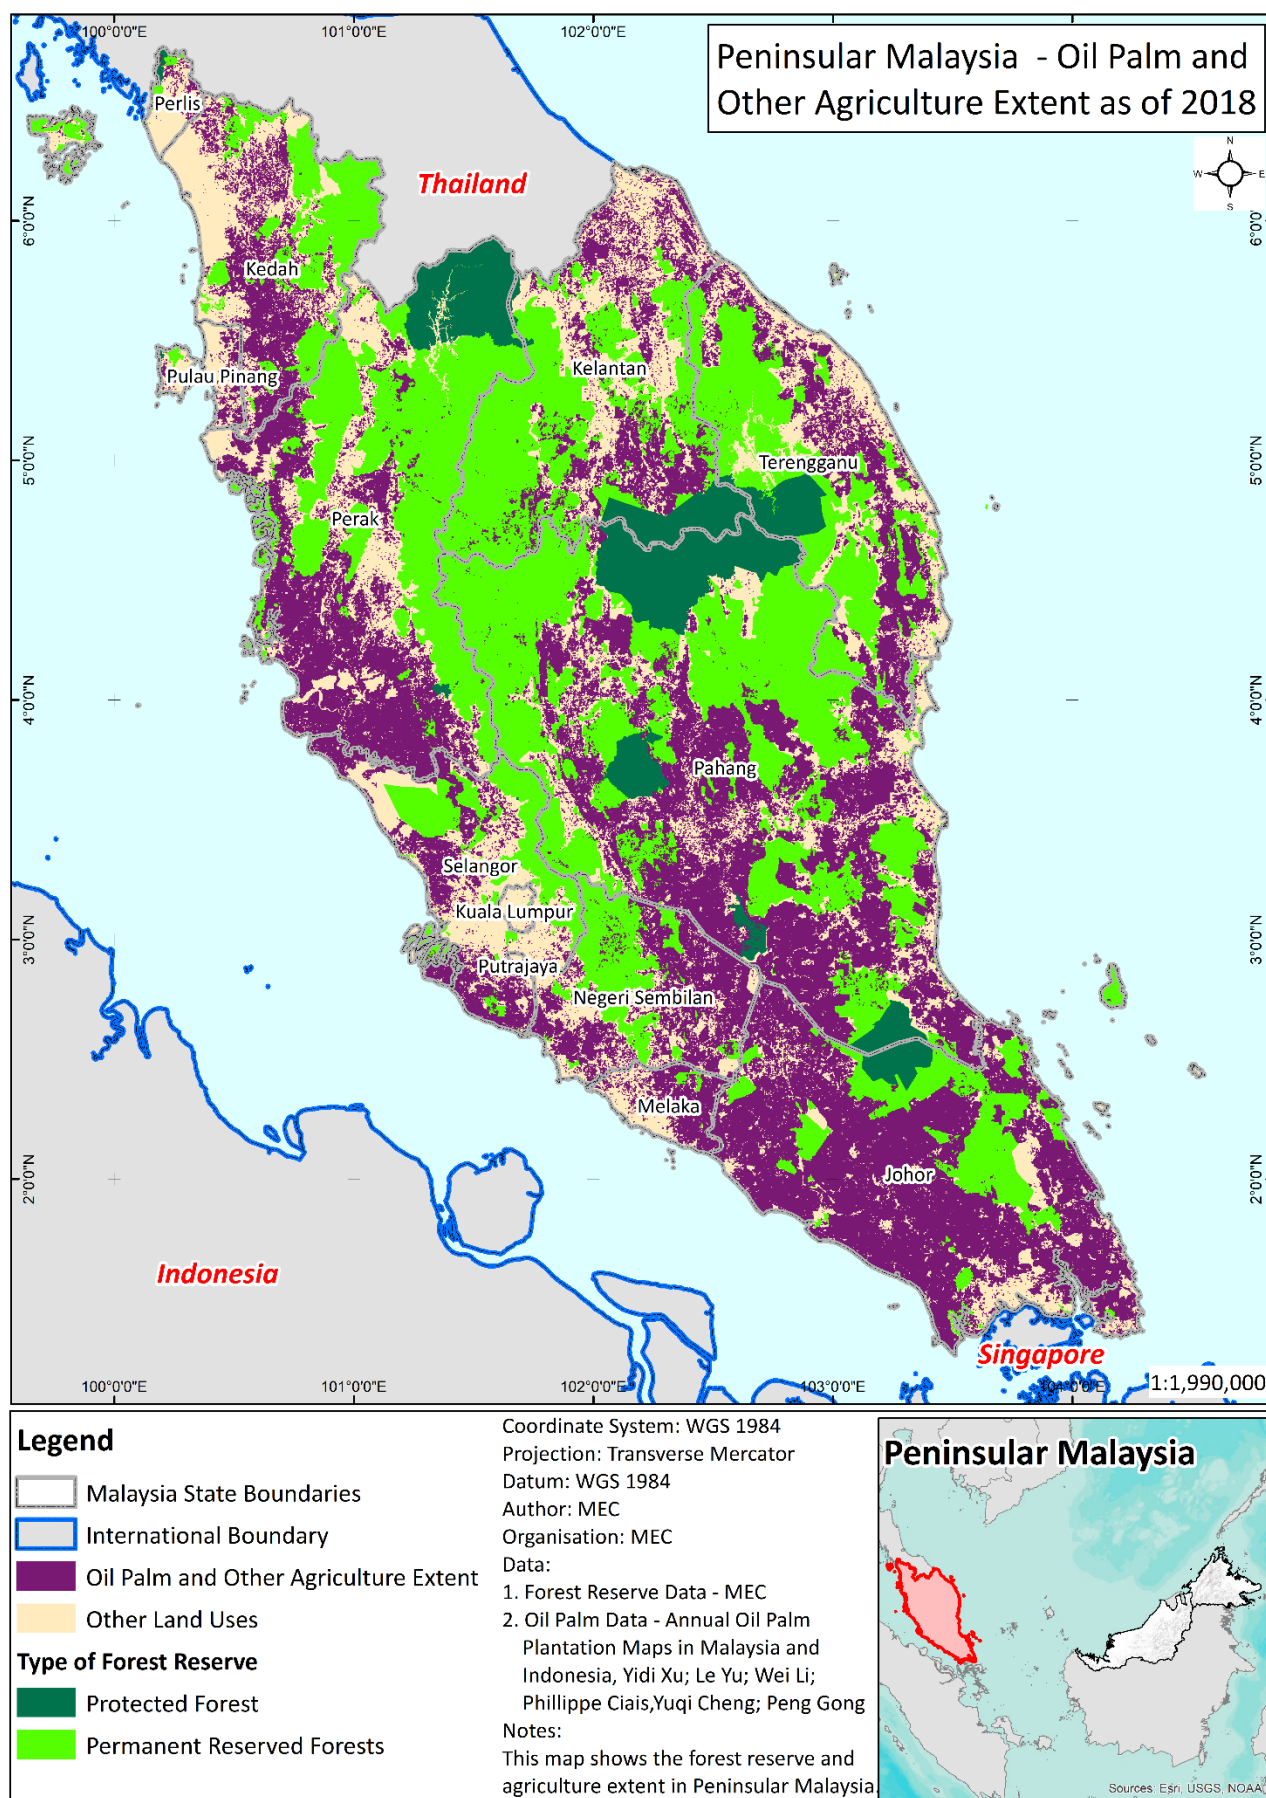 100°0'0"E 101°0'0"E 102°0'0"E
Peninsular Malaysia - Oil Palm and
Other Agriculture Extent as of 2018
N
W E
S
Perlis
Thailand
6°0'0"N
6°0'0"N
Kedah
Pulau Pinang
Kelantan
5°0'0"N
5°0'0"N
Terengganu
Perak
4°0'0"N
4°0'0"N
Pahang
Selangor
Kuala Lumpur
3°0'0"N
3°0'0"N
Putrajaya
Negeri Sembilan
Melaka
2°0'0"N
2°0'0"N
Johor
Indonesia
Singapore
100°0'0"E 101°0'0"E 102°0'0"E 103°0'0"E 104°0'0"E
1:1,990,000
Legend
Malaysia State Boundaries
International Boundary
Oil Palm and Other Agriculture Extent
Other Land Uses
Type of Forest Reserve
Protected Forest
Permanent Reserved Forests
Coordinate System: WGS 1984
Projection: Transverse Mercator
Datum: WGS 1984
Author: MEC
Organisation: MEC
Data:
1. Forest Reserve Data - MEC
2. Oil Palm Data - Annual Oil Palm
Plantation Maps in Malaysia and
Indonesia, Yidi Xu; Le Yu; Wei Li;
Phillippe Ciais,Yuqi Cheng; Peng Gong
Notes:
This map shows the forest reserve and
agriculture extent in Peninsular Malaysia.
Peninsular Malaysia
Sources: Esri, USGS, NOAA